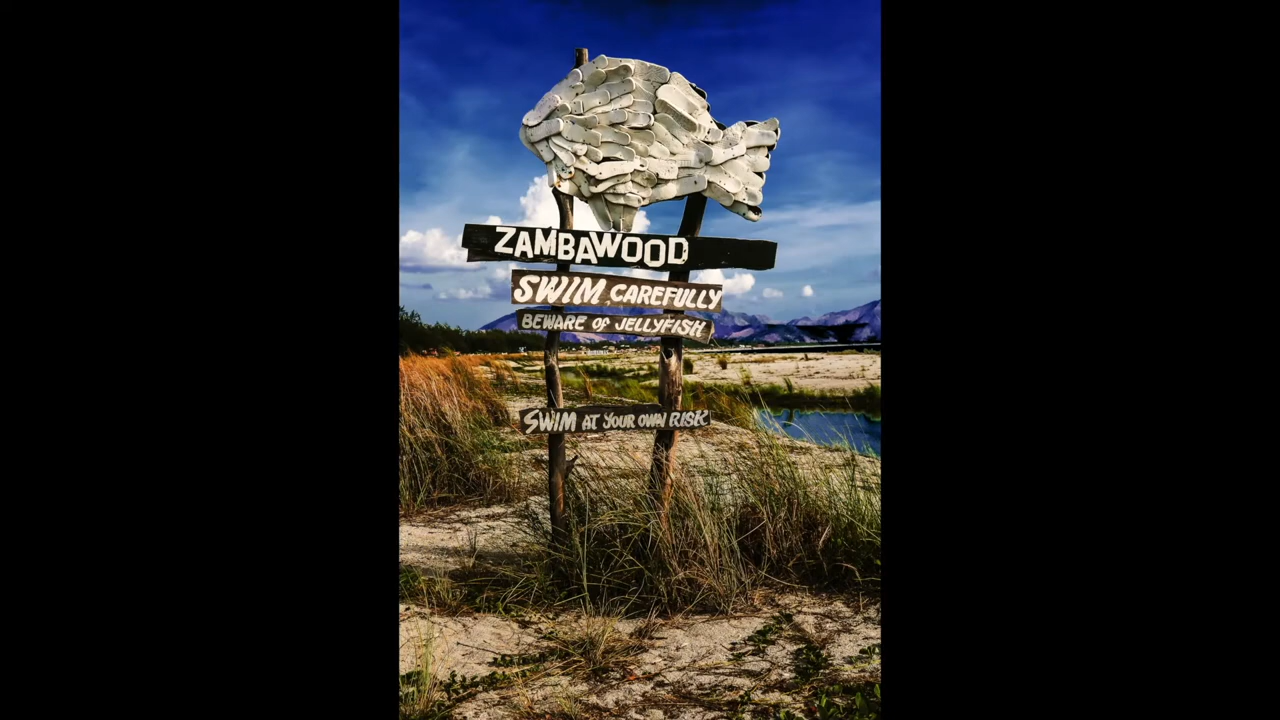 ZAMBAWOOD
SWIM CAREFULLY
BEWARE OF JELLYFISH
SWIM AT YOUR OWN RISK